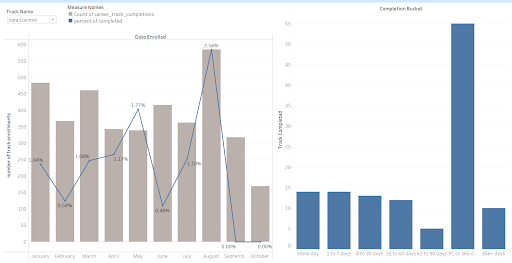 Track Name
Data Scientist
Measure Names
Count of career_track_completions
percent of completed
Date Enrolled
number of track enrollments
600
550
500
450
400
350
300
250
200
150
100
50
0
2.56%
1.77%
1.04%
1.08%
1.17%
1.10%
0.54%
0.48%
0.00%
0.00%
January
February
March
April
May
June
July
August
Septemb..
October
Completion Bucket
Track Completed
55
50
45
40
35
30
25
20
15
10
5
0
Same day
1 to 7 days
8 to 30 days
31 to 60 days
61 to 90 days
91 to 365 d..
366+ days